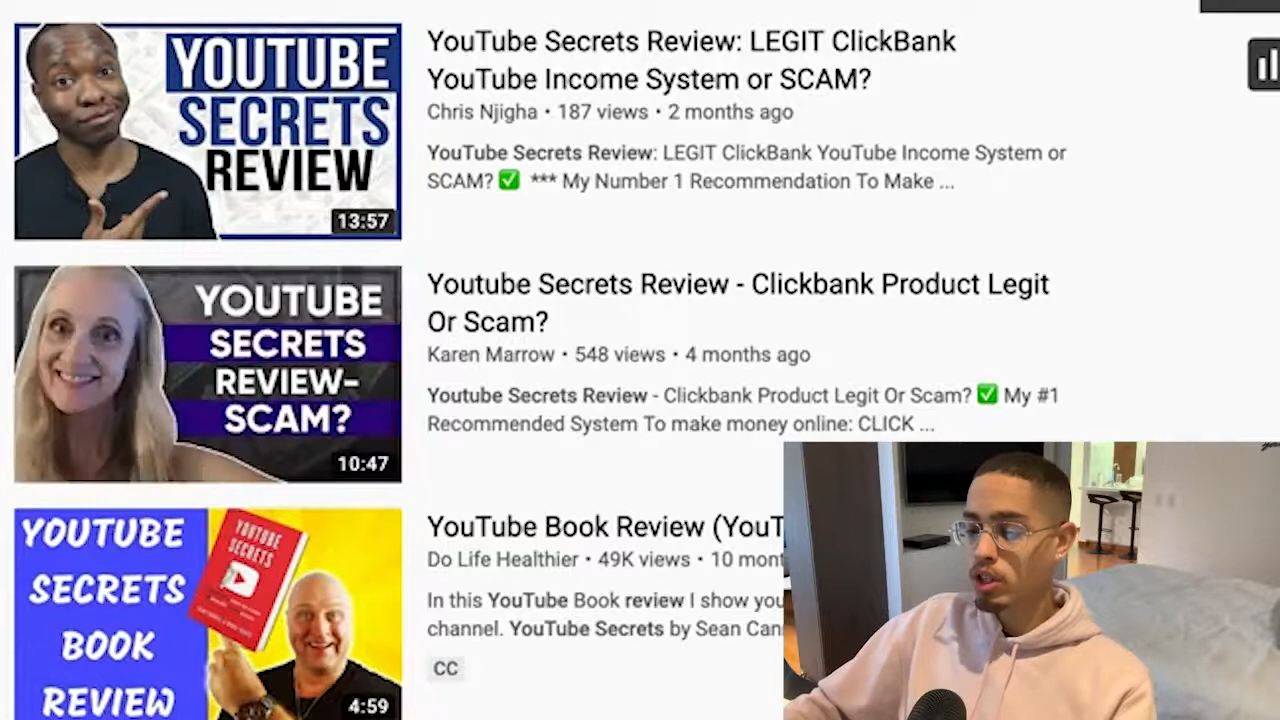 YOUTUBE
SECRETS
REVIEW
13:57
YouTube Secrets Review: LEGIT ClickBank
YouTube Income System or SCAM?
Chris Njigha • 187 views • 2 months ago
YouTube Secrets Review: LEGIT ClickBank YouTube Income System or
SCAM? ✅ *** My Number 1 Recommendation To Make ...
YOUTUBE
SECRETS
REVIEW-
SCAM?
10:47
Youtube Secrets Review - Clickbank Product Legit
Or Scam?
Karen Marrow • 548 views • 4 months ago
Youtube Secrets Review - Clickbank Product Legit Or Scam? ✅ My #1
Recommended System To make money online: CLICK ...
YOUTUBE
SECRETS
BOOK
REVIEW
YOUTUBE
SECRETS
4:59
YouTube Book Review (YouT
Do Life Healthier • 49K views • 10 mont
In this YouTube Book review I show you
channel. YouTube Secrets by Sean Can
CC